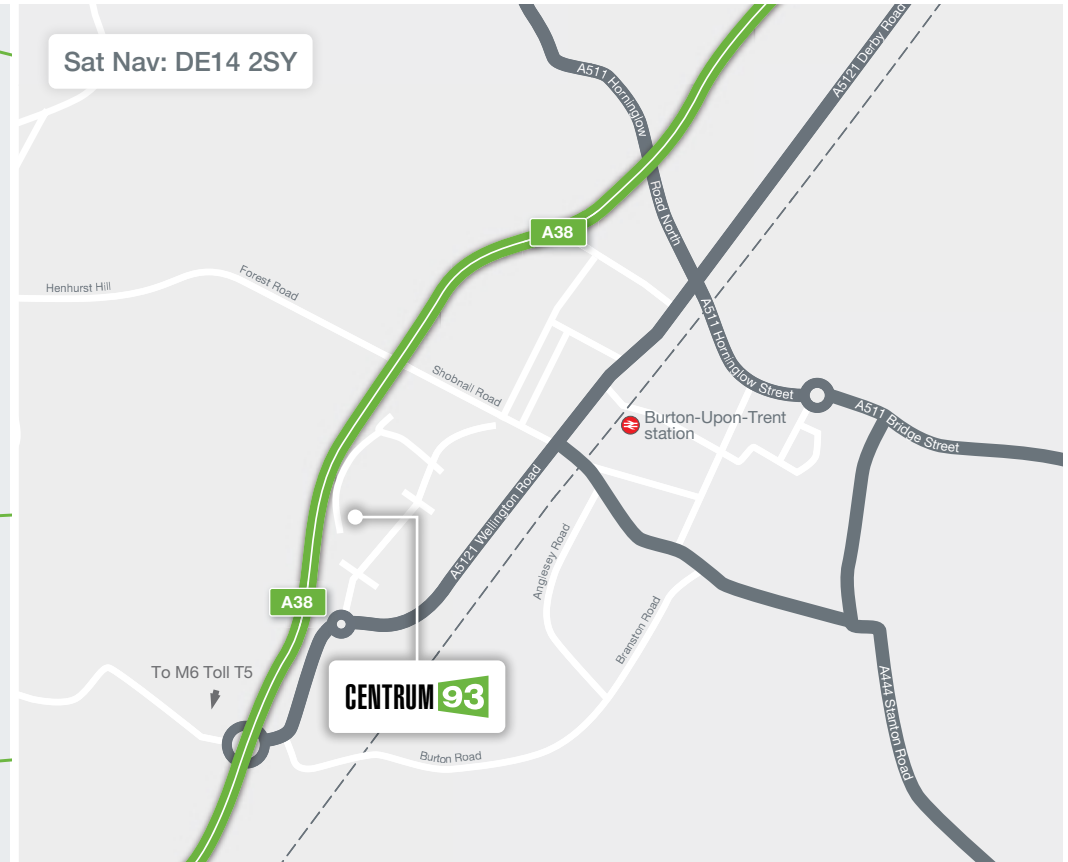 Sat Nav: DE14 2SY
A5121 Derby Road
A511 Horninglow
Road North
A38
Forest Road
Henhurst Hill
A511 Horninglow Street
Shobnall Road
Burton-Upon-Trent
station
A511 Bridge Street
A5121 Wellington Road
Anglesey Road
Branston Road
A38
To M6 Toll T5
CENTRUM 93
A444 Stanton Road
Burton Road